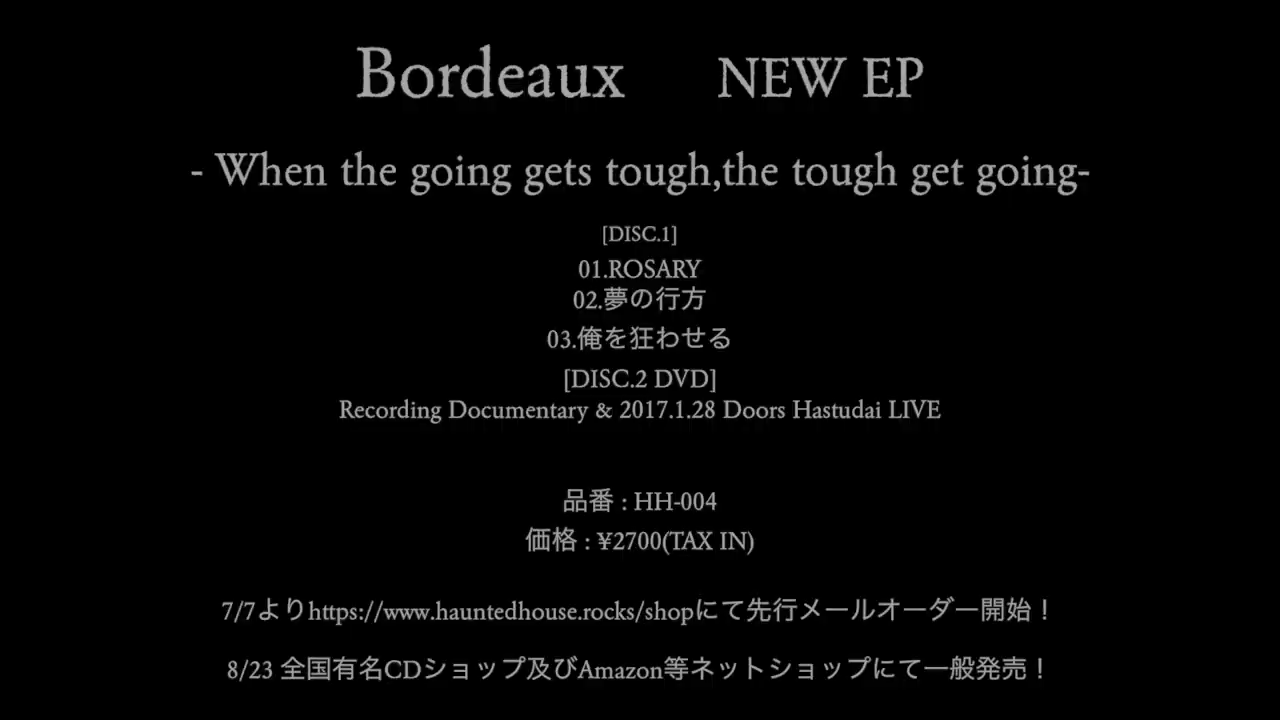 Bordeaux NEW EP
- When the going gets tough,the tough get going-
[DISC.1]
01.ROSARY
02.夢の行方
03.俺を狂わせる
[DISC.2 DVD]
Recording Documentary & 2017.1.28 Doors Hastudai LIVE
品番 : HH-004
価格 : ¥2700(TAX IN)
7/7よりhttps://www.hauntedhouse.rocks/shopにて先行メールオーダー開始！
8/23 全国有名CDショップ及びAmazon等ネットショップにて一般発売！